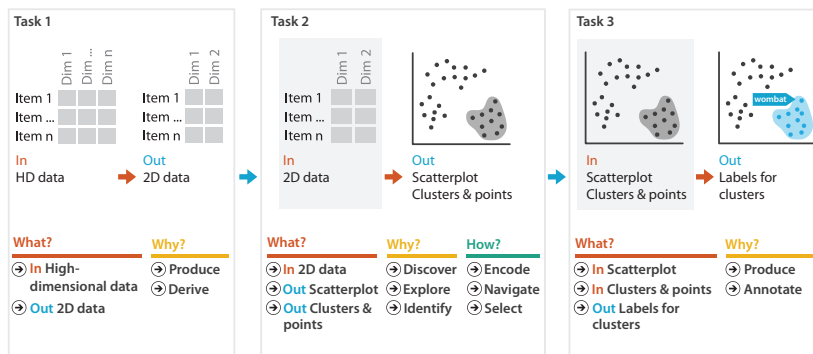 Task 1
Dim 1
Dim ...
Dim n
Item 1
Item ...
Item n
In
HD data
Dim 1
Dim 2
Item 1
Item ...
Item n
Out
2D data
What?
In High-
dimensional data
Out 2D data
Why?
Produce
Derive
Task 2
Dim 1
Dim 2
Item 1
Item ...
Item n
In
2D data
Out
Scatterplot
Clusters & points
What?
In 2D data
Out Scatterplot
Out Clusters &
points
Why?
Discover
Explore
Identify
How?
Encode
Navigate
Select
Task 3
In
Scatterplot
Clusters & points
wombat
Out
Labels for
clusters
What?
In Scatterplot
In Clusters & points
Out Labels for
clusters
Why?
Produce
Annotate